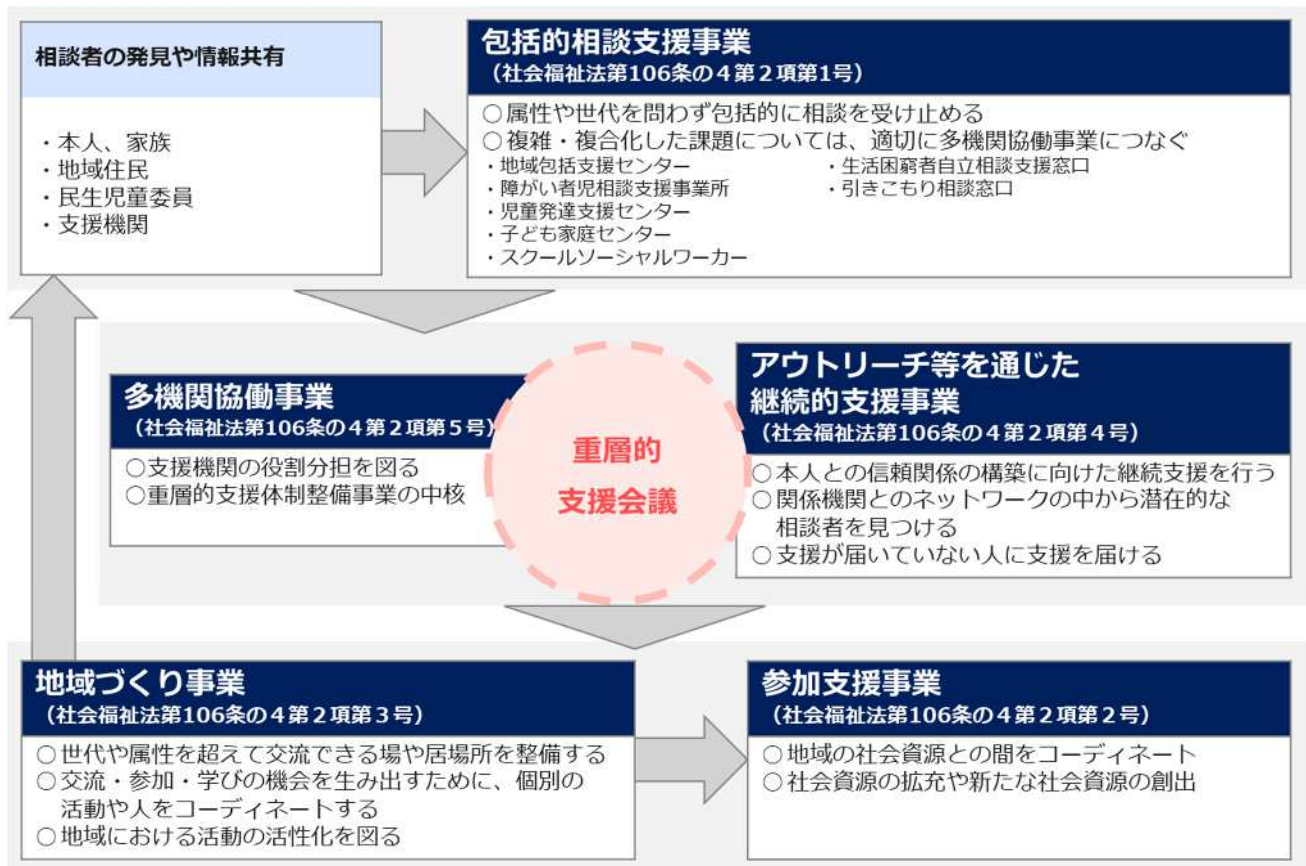 相談者の発見や情報共有
・本人、家族
・地域住民
・民生児童委員
・支援機関
包括的相談支援事業
（社会福祉法第106条の４第２項第１号）
○属性や世代を問わず包括的に相談を受け止める
○複雑・複合化した課題については、適切に多機関協働事業につなぐ
・地域包括支援センター
・障がい者児相談支援事業所
・児童発達支援センター
・子ども家庭センター
・スクールソーシャルワーカー
・生活困窮者自立相談支援窓口
・引きこもり相談窓口
多機関協働事業
（社会福祉法第106条の４第２項第５号）
○支援機関の役割分担を図る
○重層的支援体制整備事業の中核
重層的
支援会議
アウトリーチ等を通じた
継続的支援事業
（社会福祉法第106条の４第２項第４号）
○本人との信頼関係の構築に向けた継続支援を行う
○関係機関とのネットワークの中から潜在的な
相談者を見つける
○支援が届いていない人に支援を届ける
地域づくり事業
（社会福祉法第106条の４第２項第３号）
○世代や属性を超えて交流できる場や居場所を整備する
○交流・参加・学びの機会を生み出すために、個別の
活動や人をコーディネートする
○地域における活動の活性化を図る
参加支援事業
（社会福祉法第106条の４第２項第２号）
○地域の社会資源との間をコーディネート
○社会資源の拡充や新たな社会資源の創出